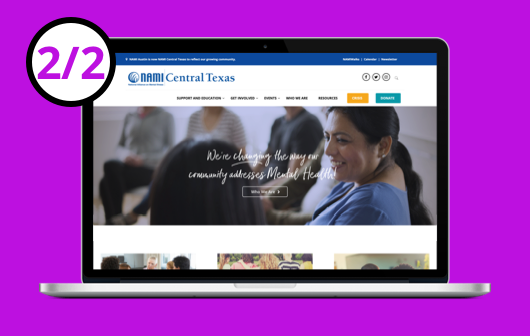 2/2
NAMI Austin is now NAMI Central Texas to reflect our growing community.
NAMIWalks | Calendar | Newsletter
NAMI Central Texas
SUPPORT AND EDUCATION GET INVOLVED EVENTS WHO WE ARE RESOURCES DONATE
We're changing the way our
community addresses Mental Health!
Who We Are